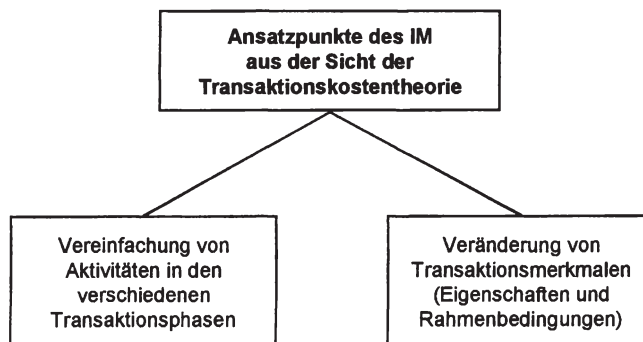 Ansatzpunkte des IM
aus der Sicht der
Transaktionskostentheorie
Vereinfachung von
Aktivitäten in den
verschiedenen
Transaktionsphasen
Veränderung von
Transaktionsmerkmalen
(Eigenschaften und
Rahmenbedingungen)